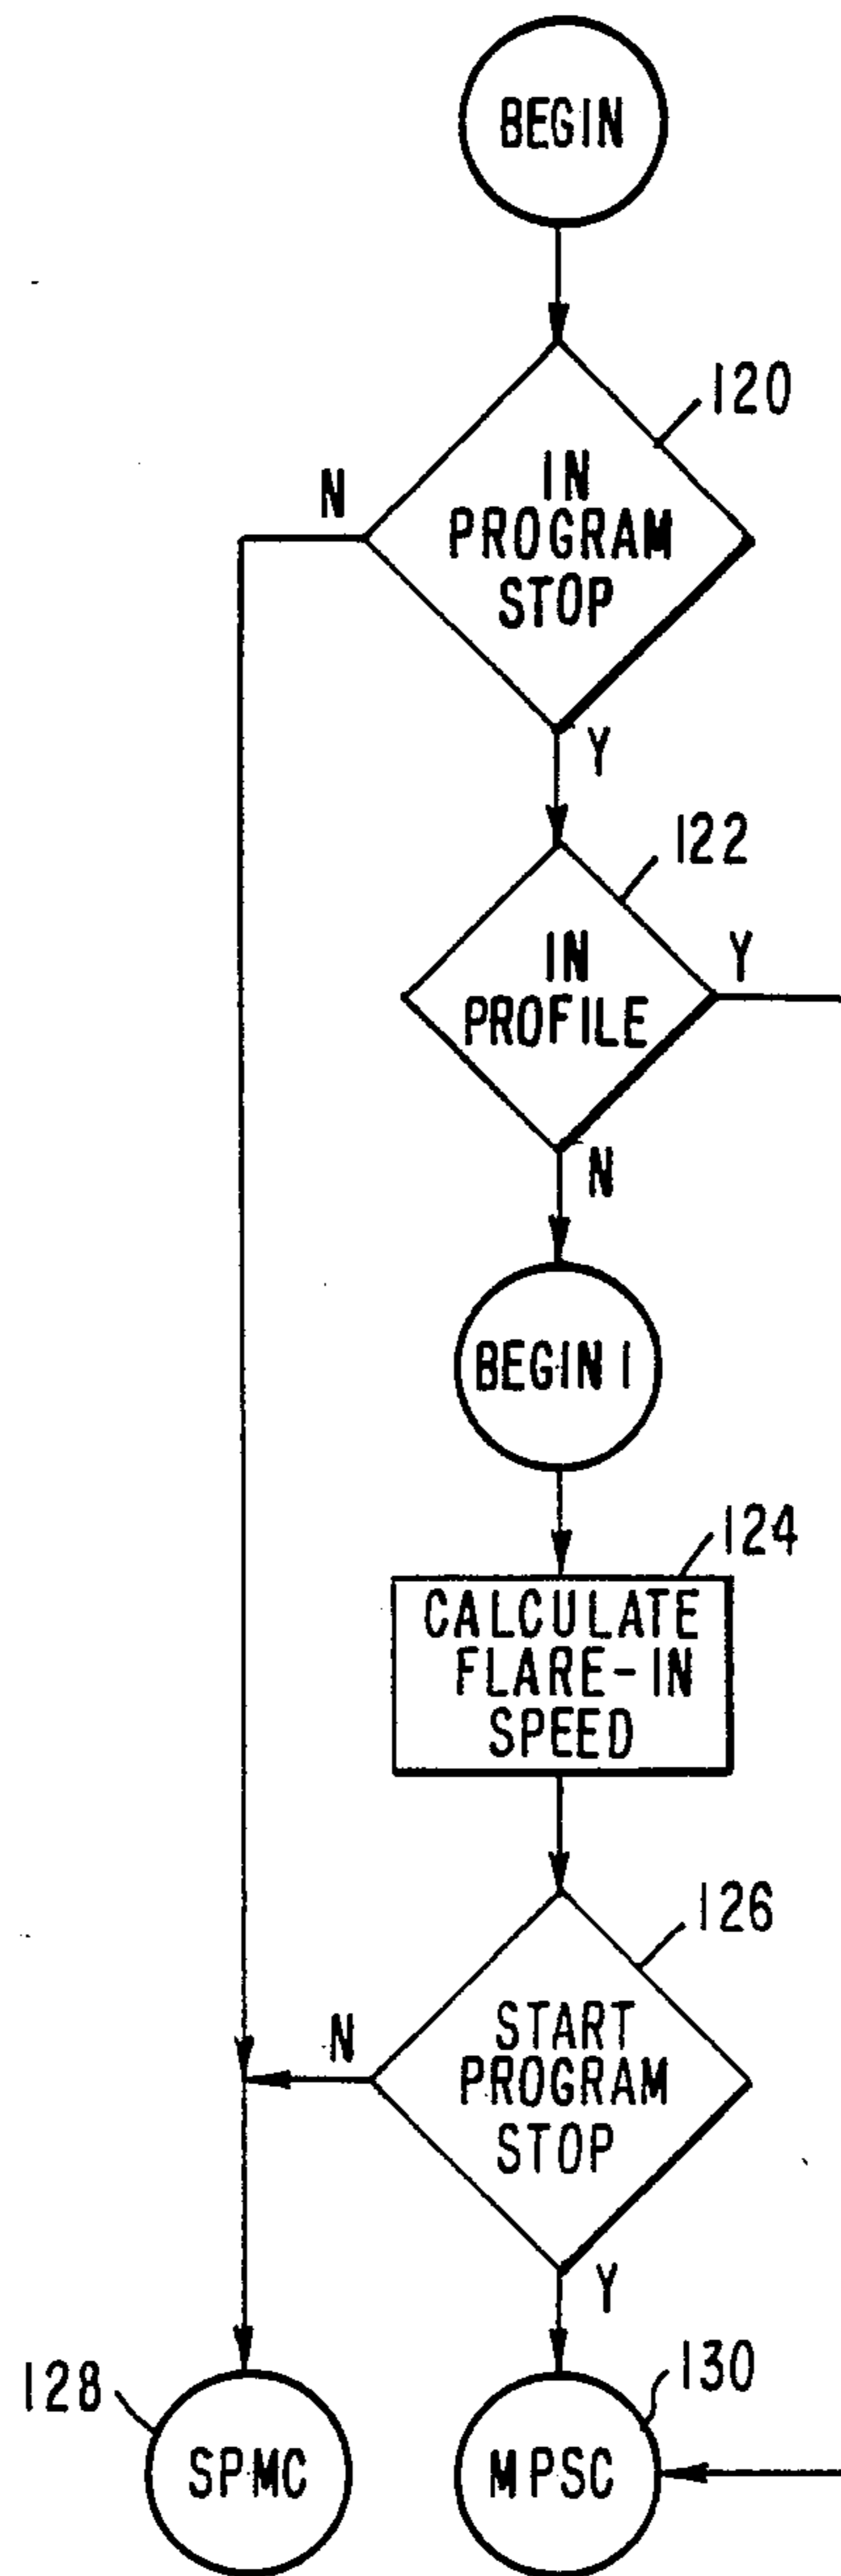 BEGIN
120
IN
PROGRAM
STOP
N
Y
122
IN
PROFILE
Y
N
BEGIN 1
124
CALCULATE
FLARE-IN
SPEED
126
START
PROGRAM
STOP
N
Y
128
SPMC
130
MPSC